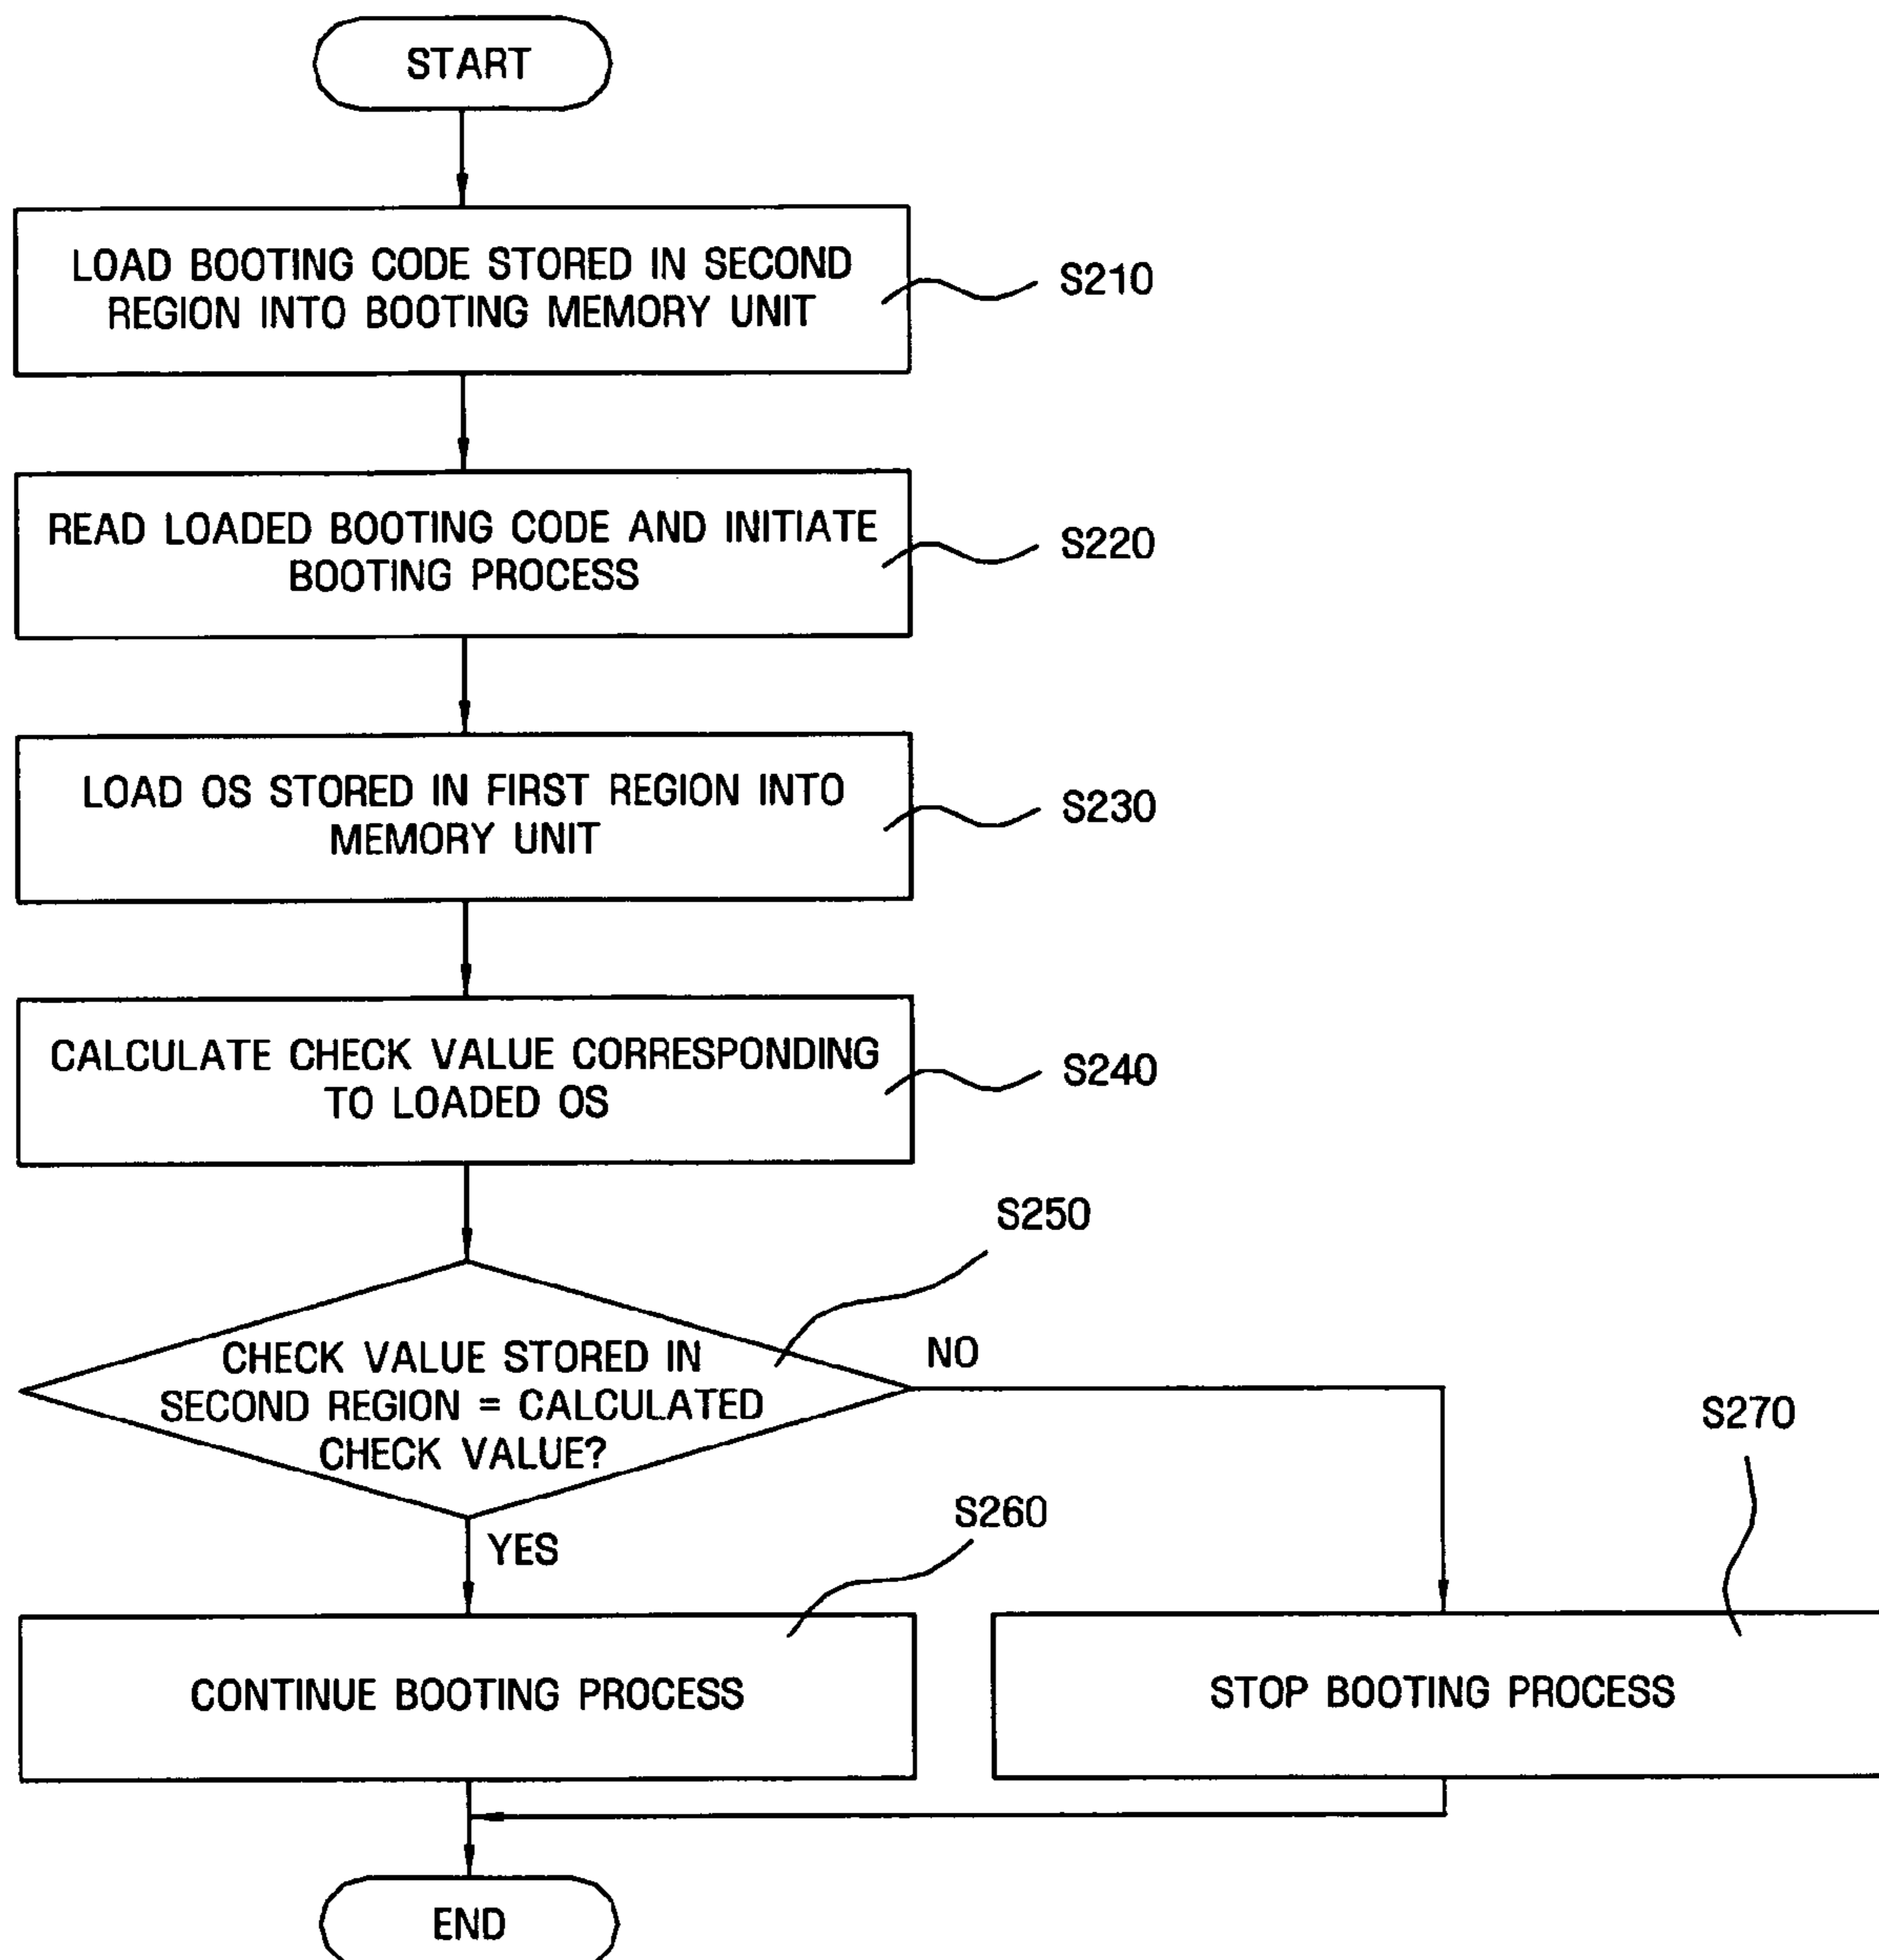 START
LOAD BOOTING CODE STORED IN SECOND
REGION INTO BOOTING MEMORY UNIT
S210
READ LOADED BOOTING CODE AND INITIATE
BOOTING PROCESS
S220
LOAD OS STORED IN FIRST REGION INTO
MEMORY UNIT
S230
CALCULATE CHECK VALUE CORRESPONDING
TO LOADED OS
S240
S250
CHECK VALUE STORED IN
SECOND REGION = CALCULATED
CHECK VALUE?
NO
YES
S260
S270
CONTINUE BOOTING PROCESS
STOP BOOTING PROCESS
END